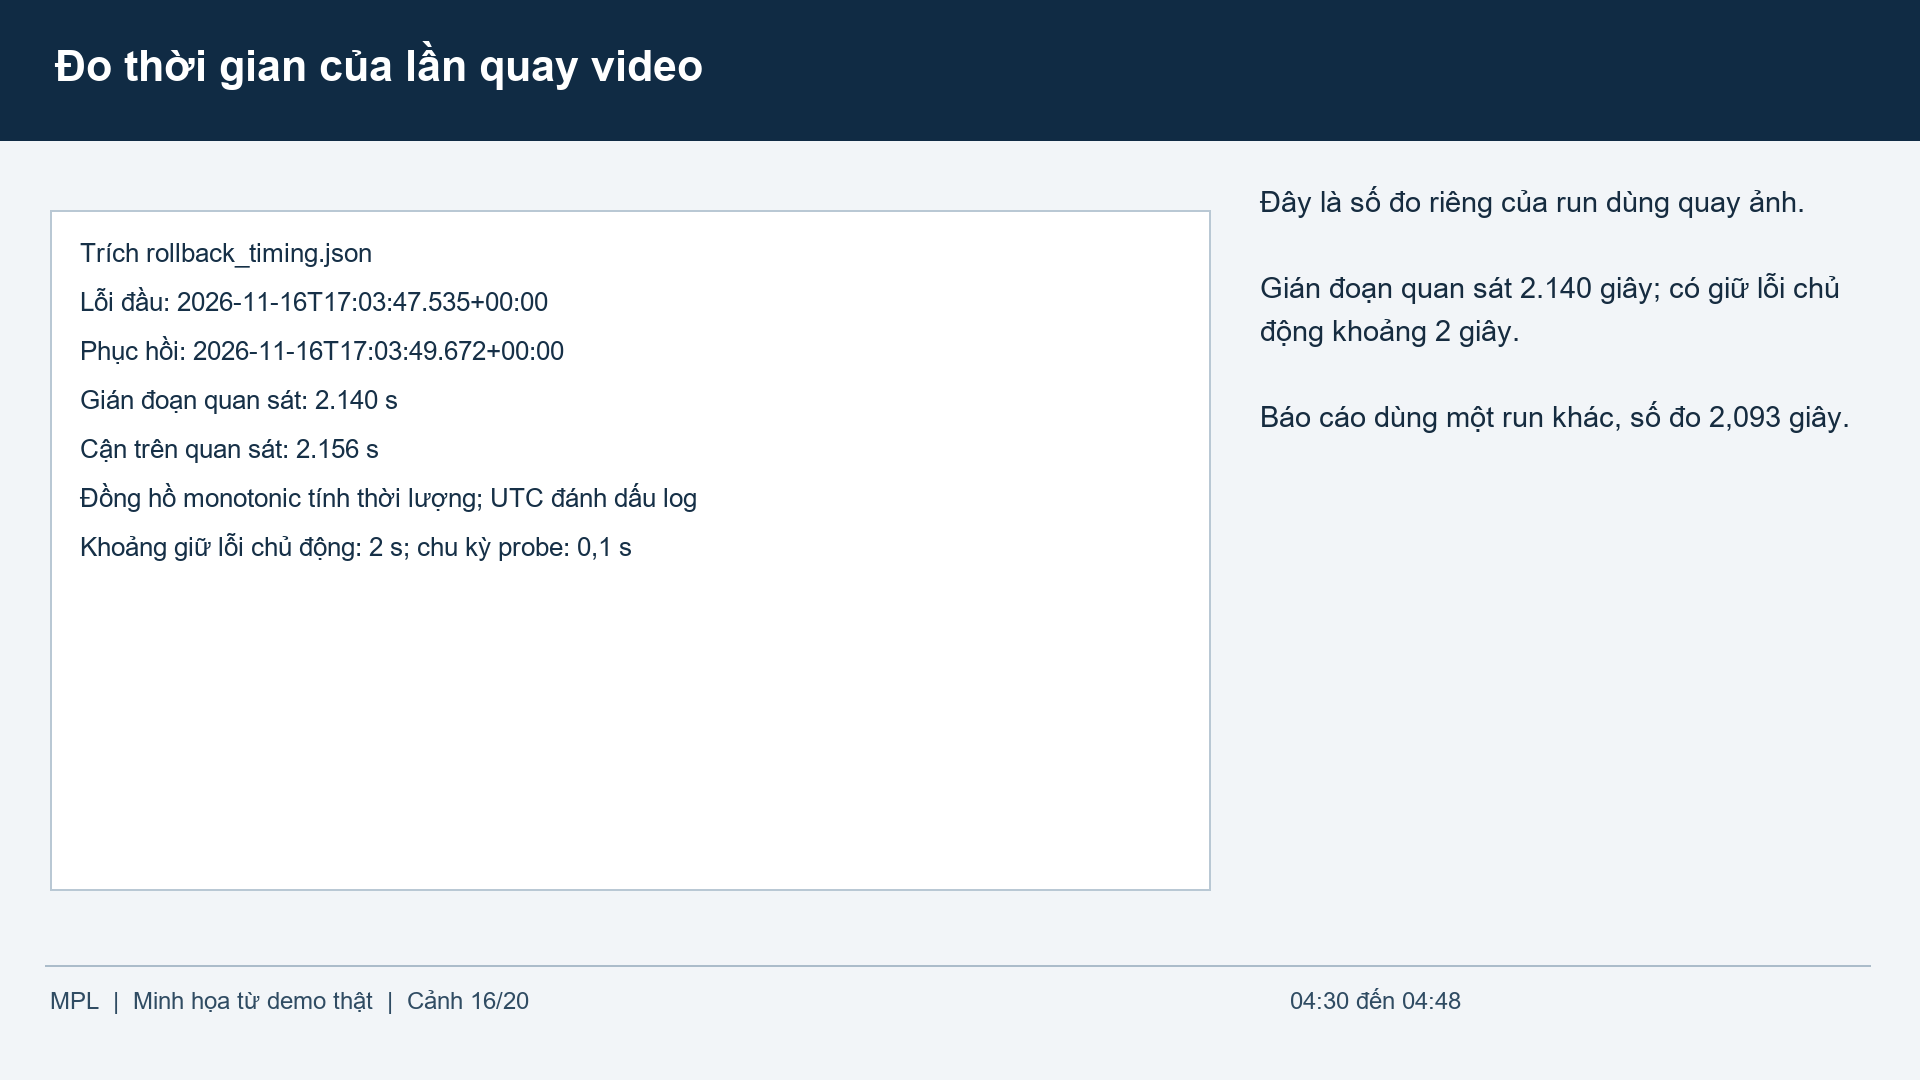 Đo thời gian của lần quay video
Trích rollback_timing.json
Lỗi đầu: 2026-11-16T17:03:47.535+00:00
Phục hồi: 2026-11-16T17:03:49.672+00:00
Gián đoạn quan sát: 2.140 s
Cận trên quan sát: 2.156 s
Đồng hồ monotonic tính thời lượng; UTC đánh dấu log
Khoảng giữ lỗi chủ động: 2 s; chu kỳ probe: 0,1 s
Đây là số đo riêng của run dùng quay ảnh.
Gián đoạn quan sát 2.140 giây; có giữ lỗi chủ
động khoảng 2 giây.
Báo cáo dùng một run khác, số đo 2,093 giây.
MPL | Minh họa từ demo thật | Cảnh 16/20
04:30 đến 04:48